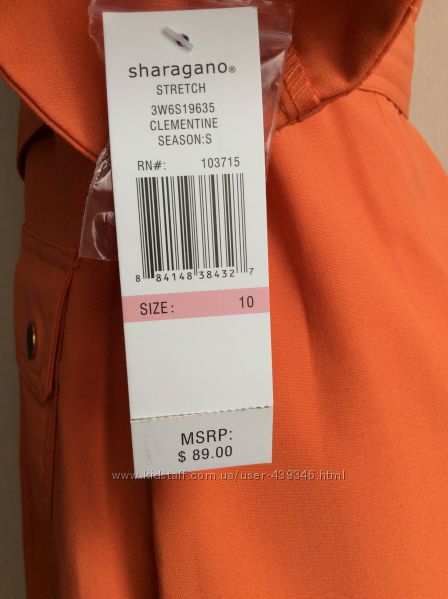 sharagano®
STRETCH
3W6S19635
CLEMENTINE
SEASON:S
RN#: 103715
8 84148 38432 7
SIZE: 10
MSRP:
$ 89.00
www.kidstaff.com.ua/user-439346.html